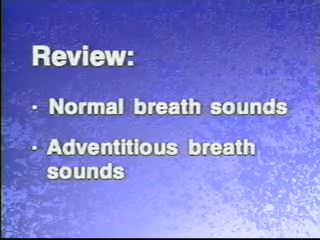 Review:
· Normal breath sounds
· Adventitious breath
sounds